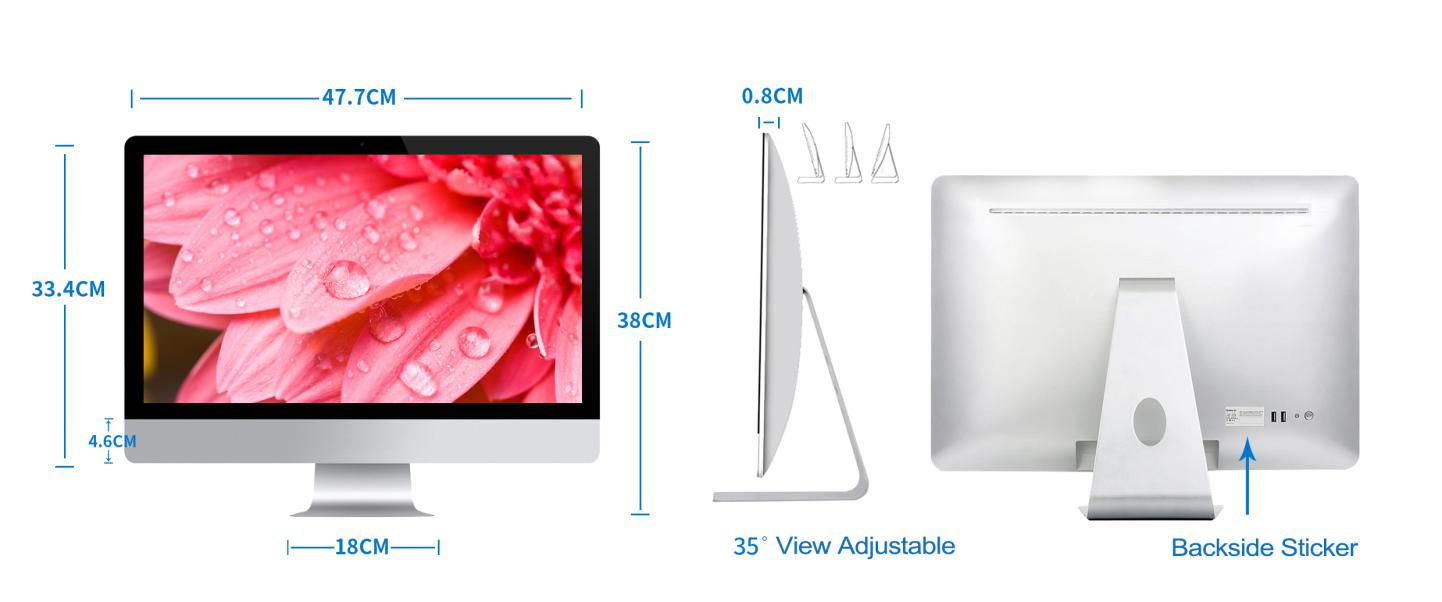 47.7CM
33.4CM
4.6CM
38CM
18CM
0.8CM
35° View Adjustable
Backside Sticker